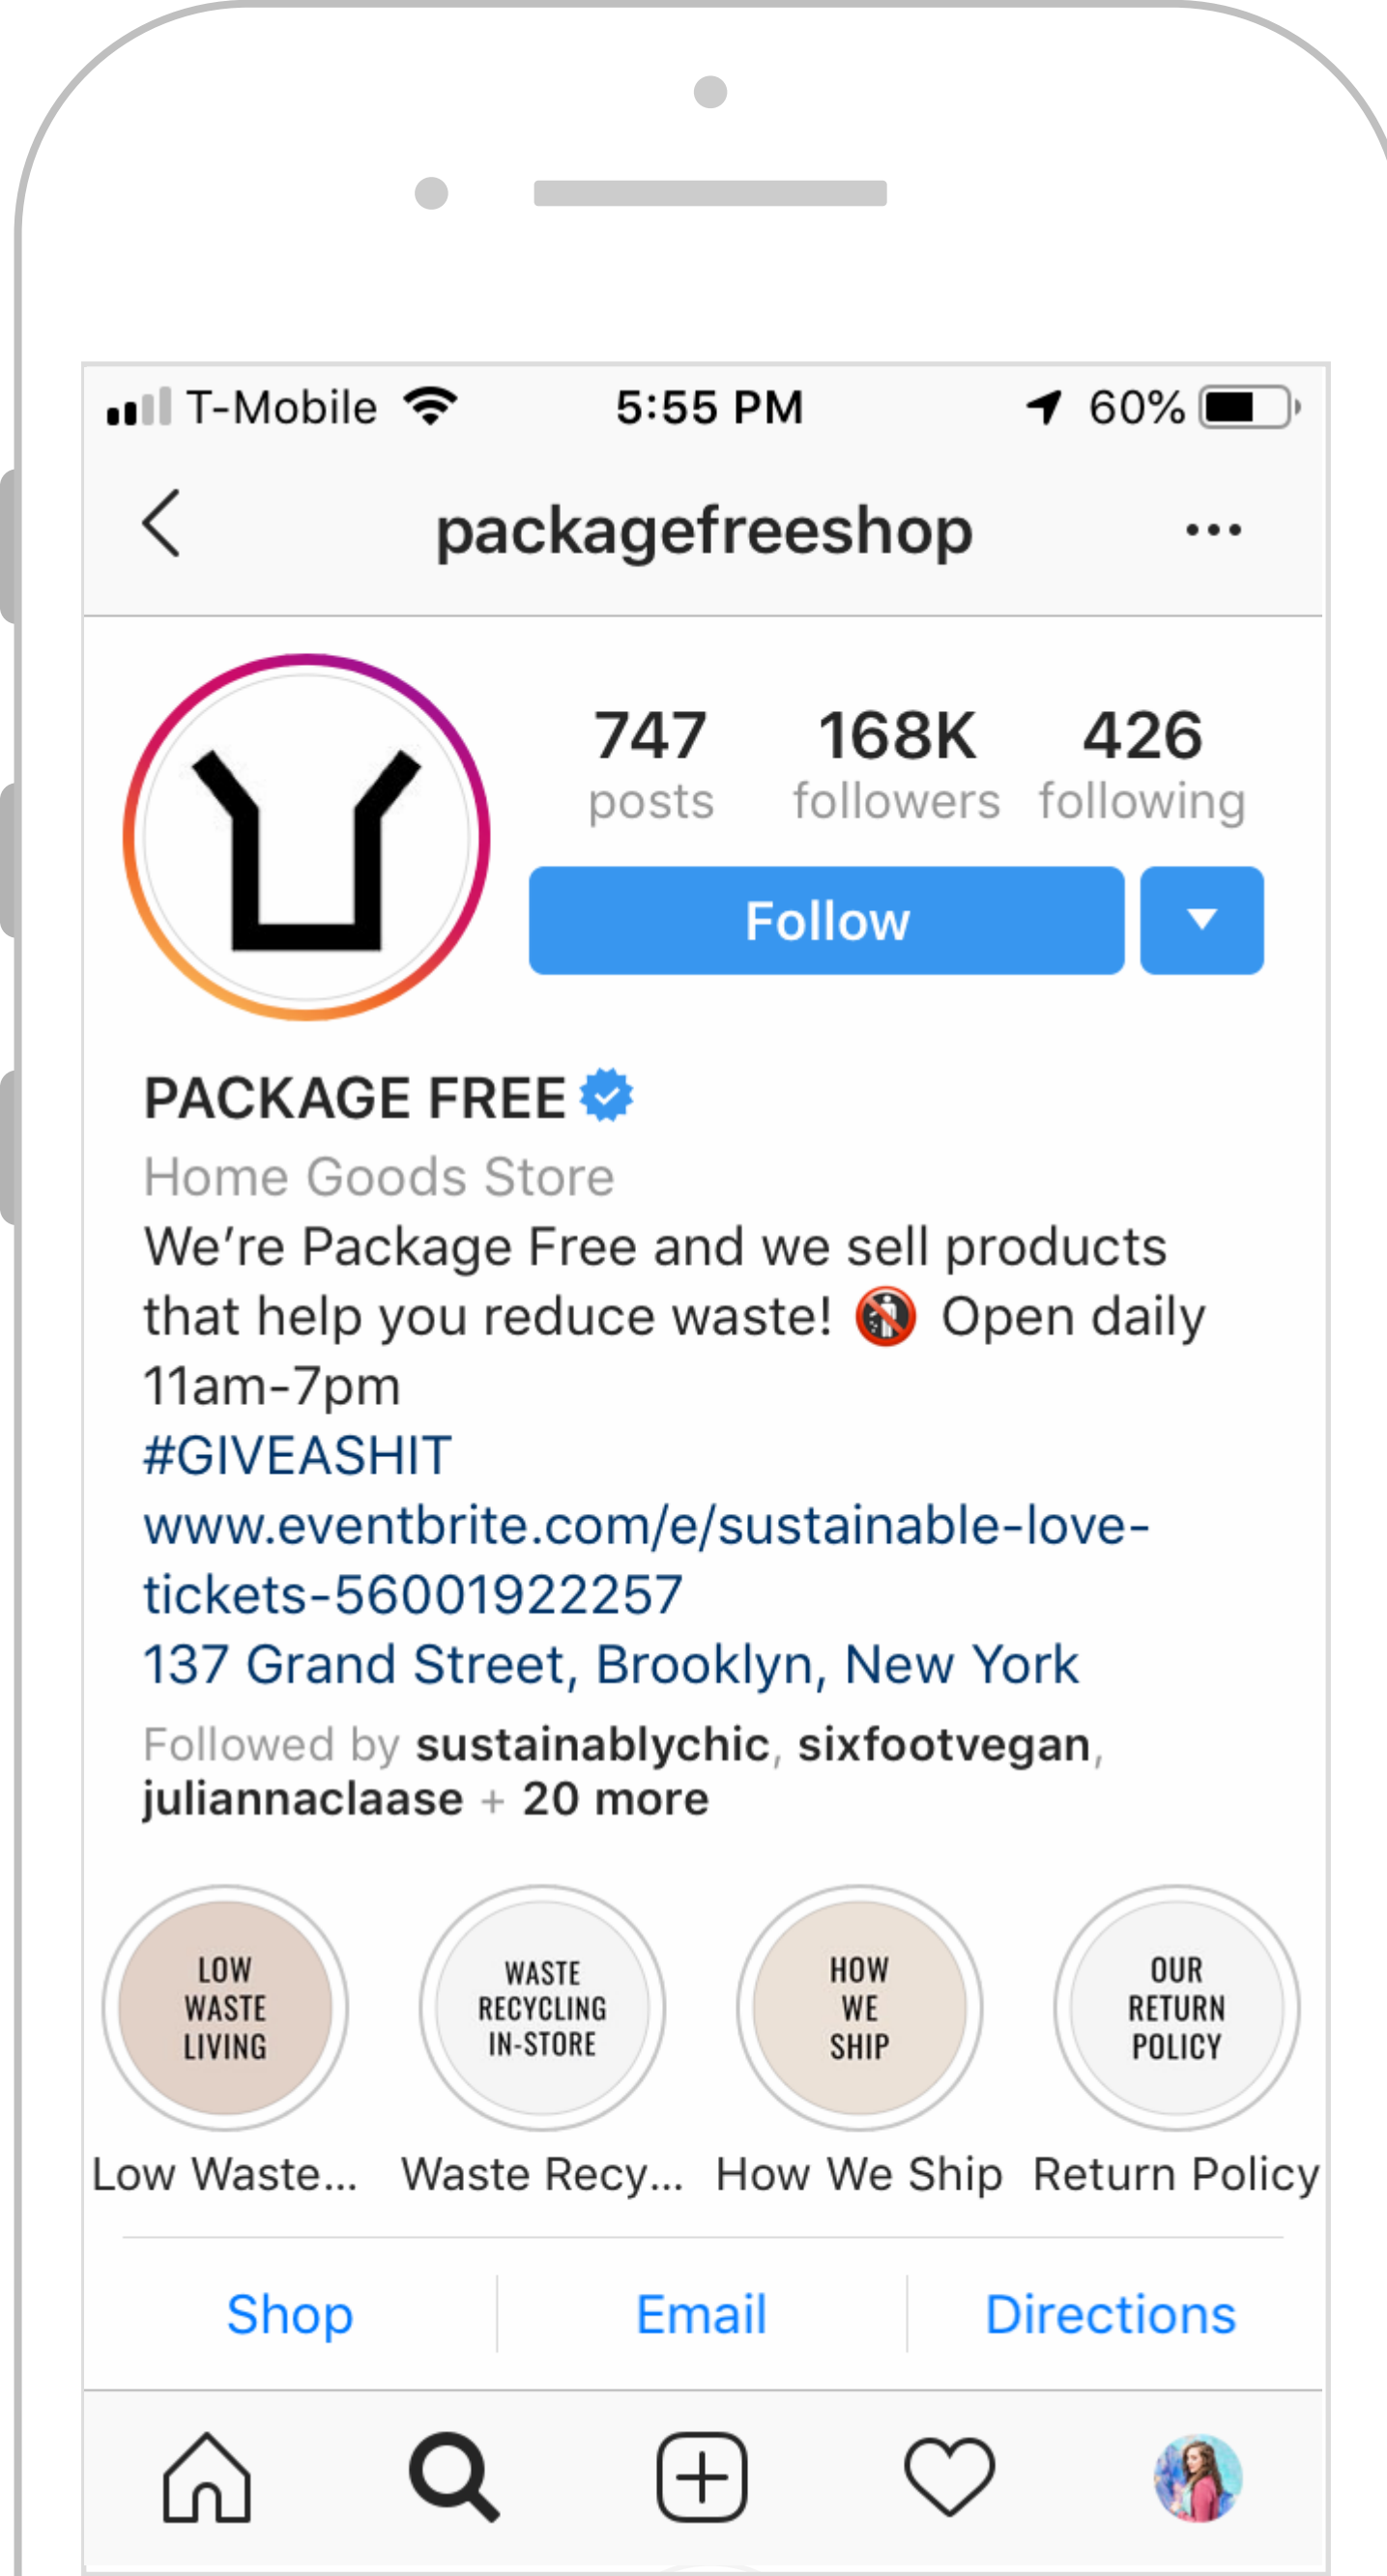 T-Mobile 5:55 PM 60%
packagefreeshop
747 168K 426
posts followers following
Follow
PACKAGE FREE
Home Goods Store
We’re Package Free and we sell products
that help you reduce waste! 🚯 Open daily
11am-7pm
#GIVEASHIT
www.eventbrite.com/e/sustainable-love-
tickets-56001922257
137 Grand Street, Brooklyn, New York
Followed by sustainablychic, sixfootvegan,
juliannaclaase + 20 more
LOW
WASTE
LIVING
WASTE
RECYCLING
IN-STORE
HOW
WE
SHIP
OUR
RETURN
POLICY
Low Waste... Waste Recy... How We Ship Return Policy
Shop Email Directions